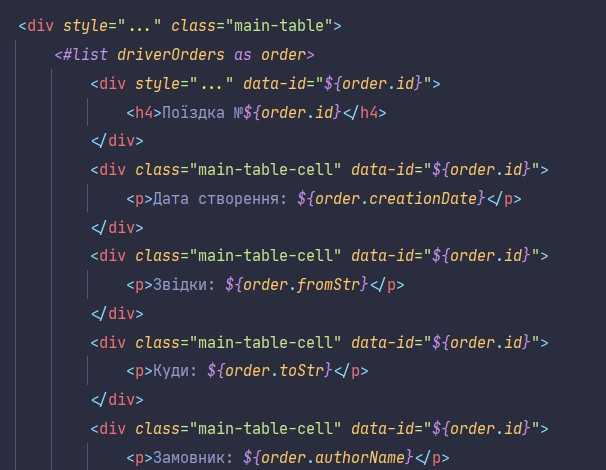 <div style="..." class="main-table">
<#list driverOrders as order>
<div style="..." data-id="${order.id}">
<h4>Поїздка №${order.id}</h4>
</div>
<div class="main-table-cell" data-id="${order.id}">
<p>Дата створення: ${order.creationDate}</p>
</div>
<div class="main-table-cell" data-id="${order.id}">
<p>Звідки: ${order.fromStr}</p>
</div>
<div class="main-table-cell" data-id="${order.id}">
<p>Куди: ${order.toStr}</p>
</div>
<div class="main-table-cell" data-id="${order.id}">
<p>Замовник: ${order.authorName}</p>